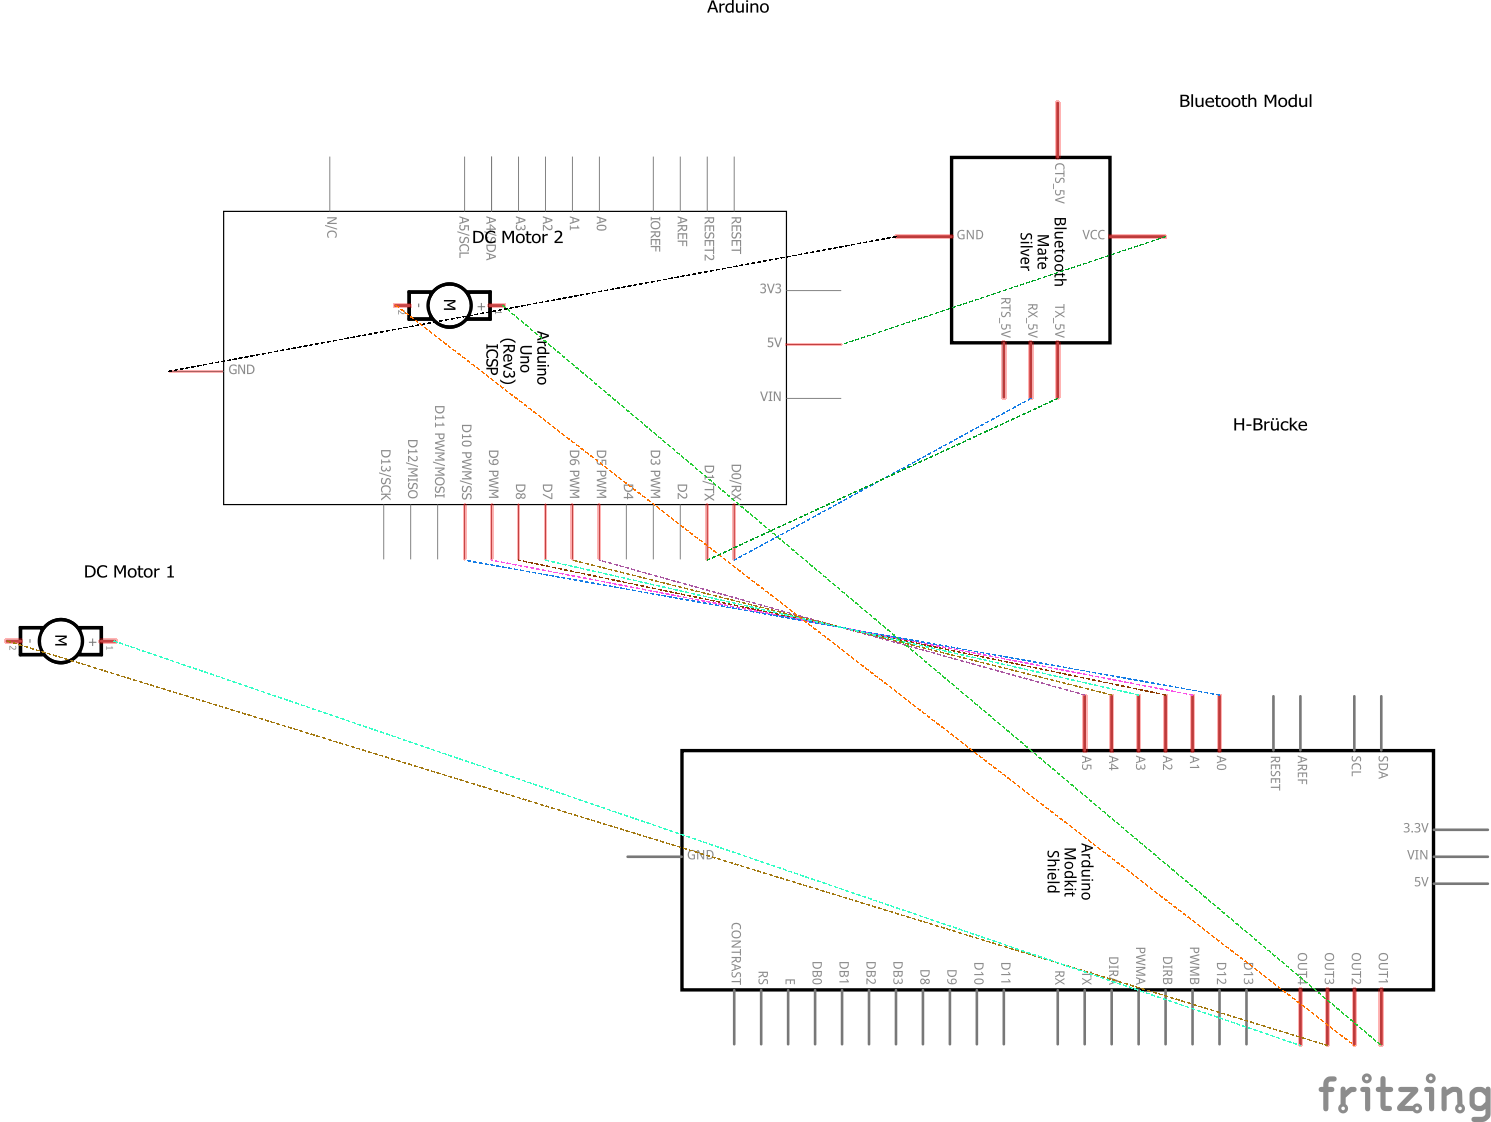 Arduino
Bluetooth Modul
N/C
A5/SCL
A4/SDA
A3
A2
A1
A0
IOREF
AREF
RESET2
RESET
DC Motor 2
CTS_5V
GND
VCC
Bluetooth
Mate
Silver
RTS_5V
RX_5V
TX_5V
3V3
5V
VIN
GND
M
-
+
2
Arduino
Uno
(Rev3)
ICSP
H-Brücke
D13/SCK
D12/MISO
D11 PWM/MOSI
D10 PWM/SS
D9 PWM
D8
D7
D6 PWM
D5 PWM
D4
D3 PWM
D2
D1/TX
D0/RX
DC Motor 1
M
-
+
2
1
A5
A4
A3
A2
A1
A0
RESET
AREF
SCL
SDA
3.3V
VIN
5V
GND
Arduino
Modkit
Shield
CONTRAST
RS
E
DB0
DB1
DB2
DB3
D8
D9
D10
D11
RX
TX
DIRA
PWMA
DIRB
PWMB
D12
D13
OUT4
OUT3
OUT2
OUT1
fritzing